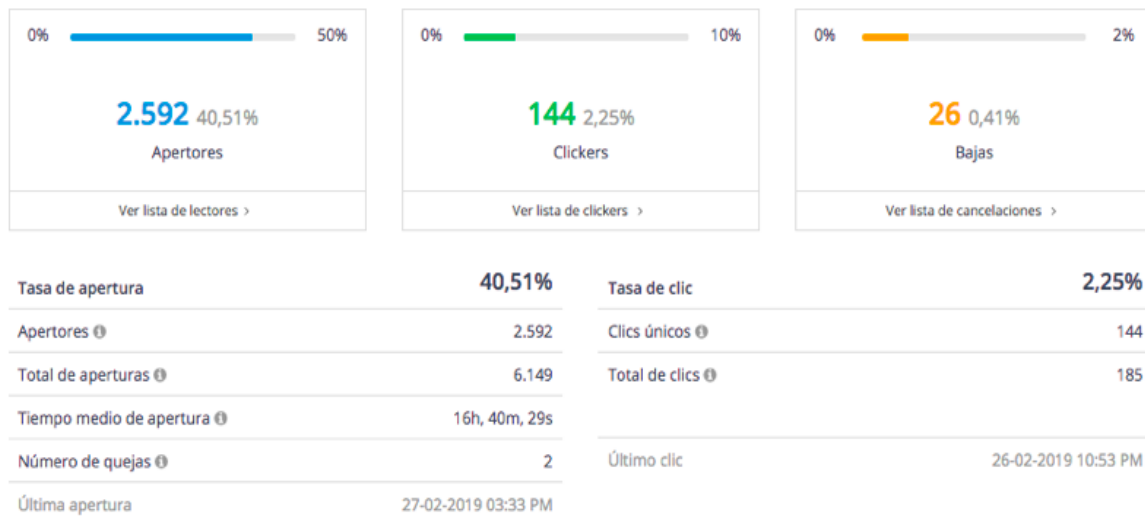 0% 50%
2.592 40,51%
Apertores
Ver lista de lectores >
0% 10%
144 2,25%
Clickers
Ver lista de clickers >
0% 2%
26 0,41%
Bajas
Ver lista de cancelaciones >
Tasa de apertura 40,51%
Apertores 2.592
Total de aperturas 6.149
Tiempo medio de apertura 16h, 40m, 29s
Número de quejas 2
Última apertura 27-02-2019 03:33 PM
Tasa de clic 2,25%
Clics únicos 144
Total de clics 185
Último clic 26-02-2019 10:53 PM